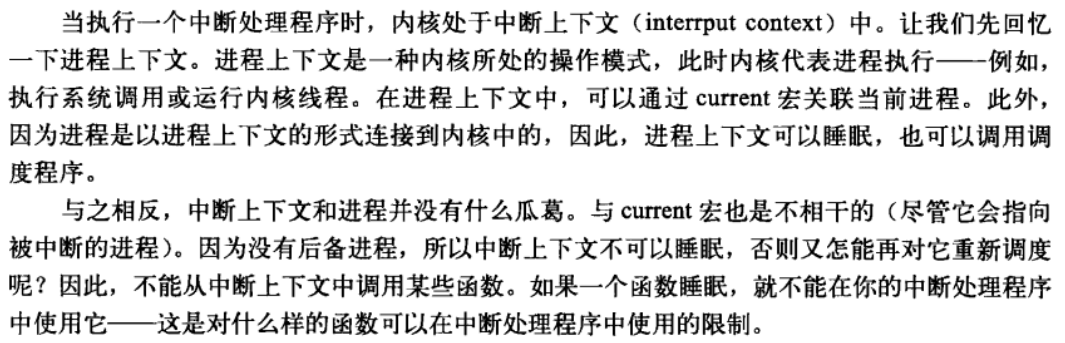 当执行一个中断处理程序时，内核处于中断上下文（interrput context）中。让我们先回忆
一下进程上下文。进程上下文是一种内核所处的操作模式，此时内核代表进程执行——例如，
执行系统调用或运行内核线程。在进程上下文中，可以通过 current 宏关联当前进程。此外，
因为进程是以进程上下文的形式连接到内核中的，因此，进程上下文可以睡眠，也可以调用调
度程序。
与之相反，中断上下文和进程并没有什么瓜葛。与 current 宏也是不相干的（尽管它会指向
被中断的进程）。因为没有后备进程，所以中断上下文不可以睡眠，否则又怎能再对它重新调度
呢？因此，不能从中断上下文中调用某些函数。如果一个函数睡眠，就不能在你的中断处理程序
中使用它——这是对什么样的函数可以在中断处理程序中使用的限制。